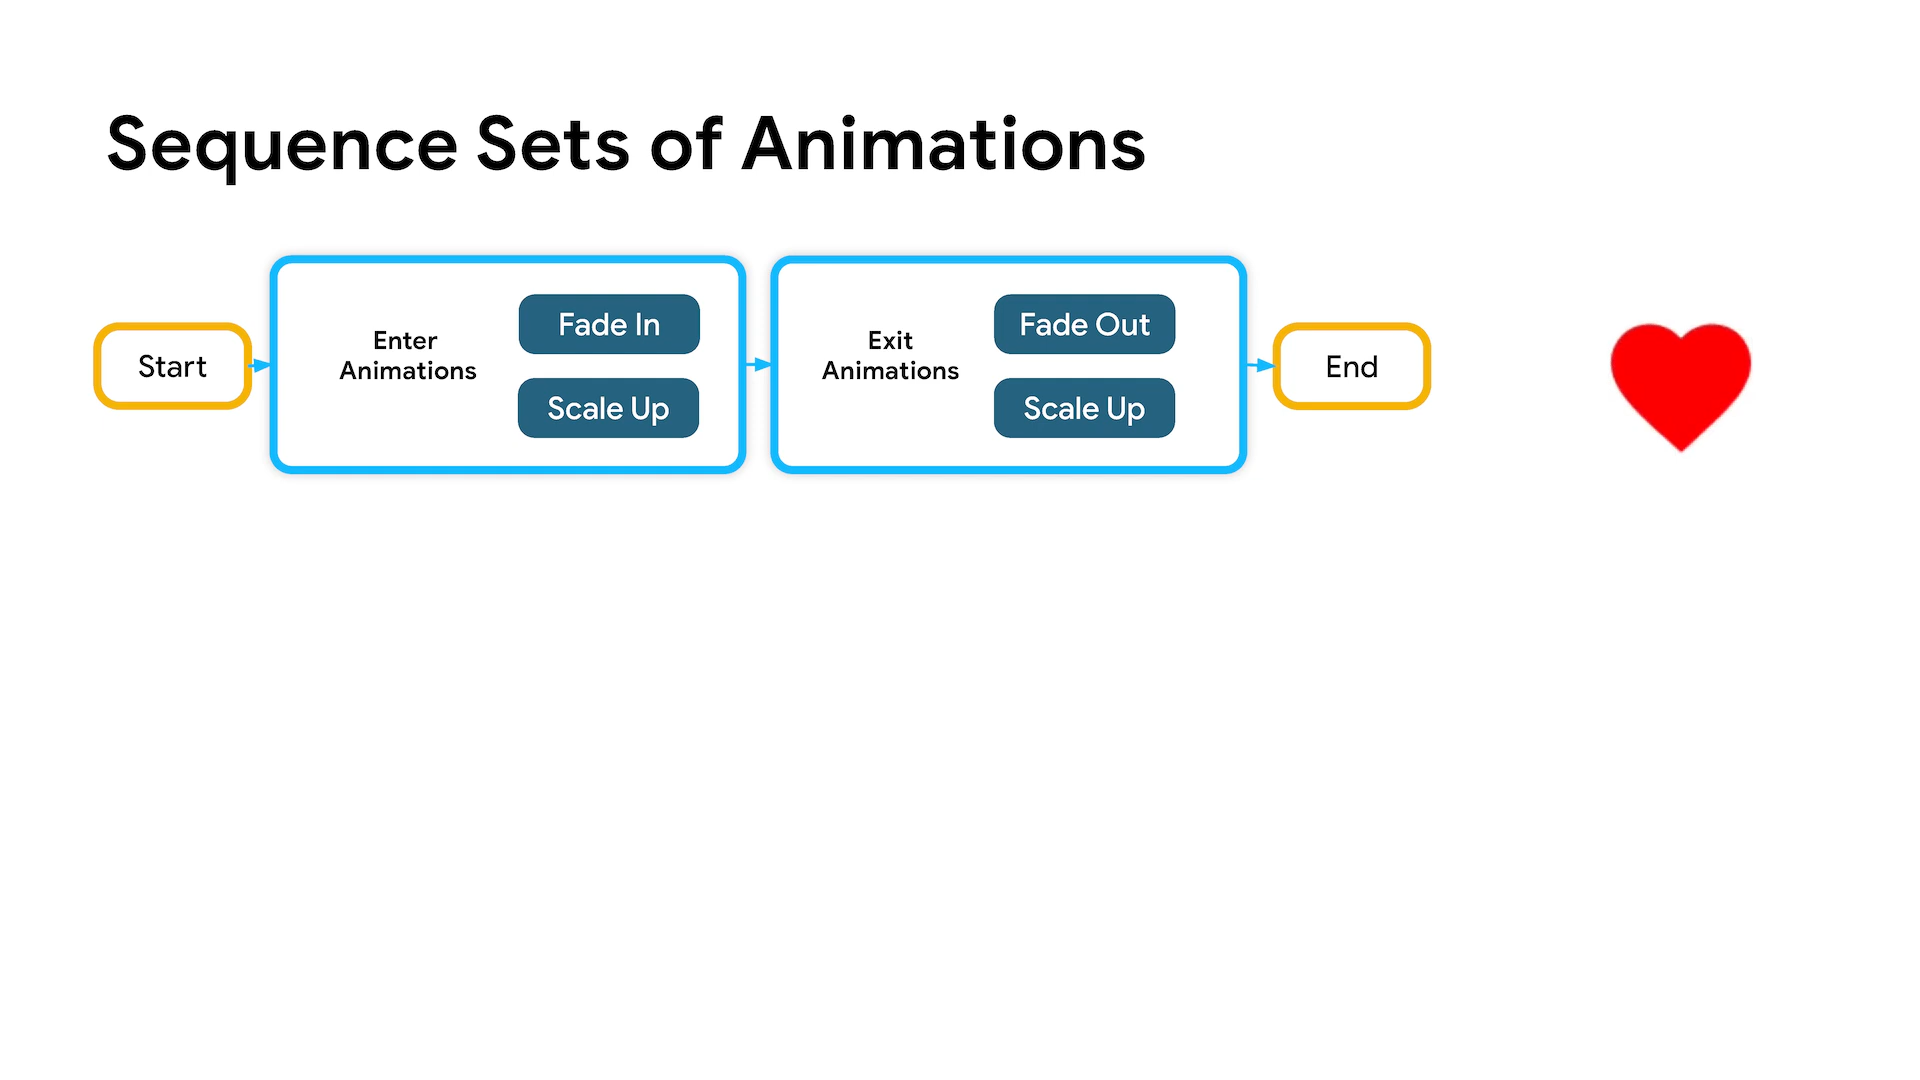 Sequence Sets of Animations
Start
Enter
Animations
Fade In
Scale Up
Exit
Animations
Fade Out
Scale Up
End